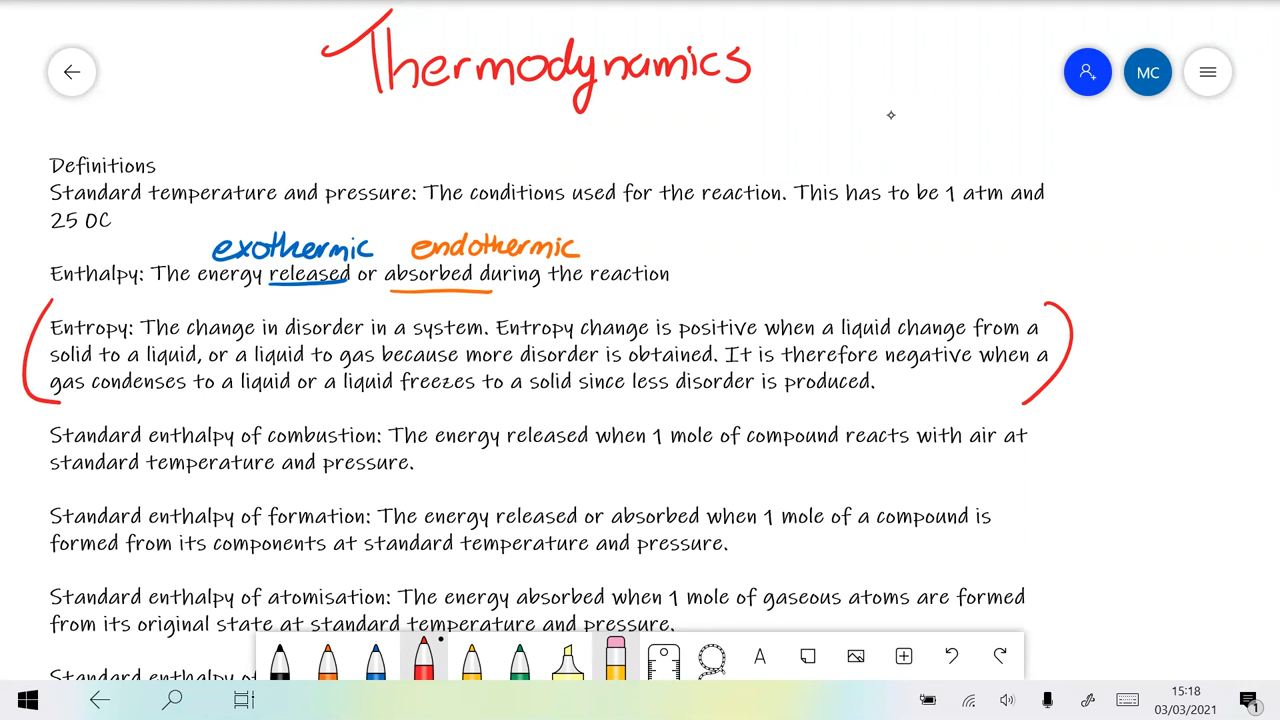 Thermodynamics
MC
Definitions
Standard temperature and pressure: The conditions used for the reaction. This has to be 1 atm and
25 0C
exothermic endothermic
Enthalpy: The energy released or absorbed during the reaction
Entropy: The change in disorder in a system. Entropy change is positive when a liquid change from a
solid to a liquid, or a liquid to gas because more disorder is obtained. It is therefore negative when a
gas condenses to a liquid or a liquid freezes to a solid since less disorder is produced.
Standard enthalpy of combustion: The energy released when 1 mole of compound reacts with air at
standard temperature and pressure.
Standard enthalpy of formation: The energy released or absorbed when 1 mole of a compound is
formed from its components at standard temperature and pressure.
Standard enthalpy of atomisation: The energy absorbed when 1 mole of gaseous atoms are formed
from its original state at standard temperature and pressure.
Standard enthalpy of
A
15:18
03/03/2021
1